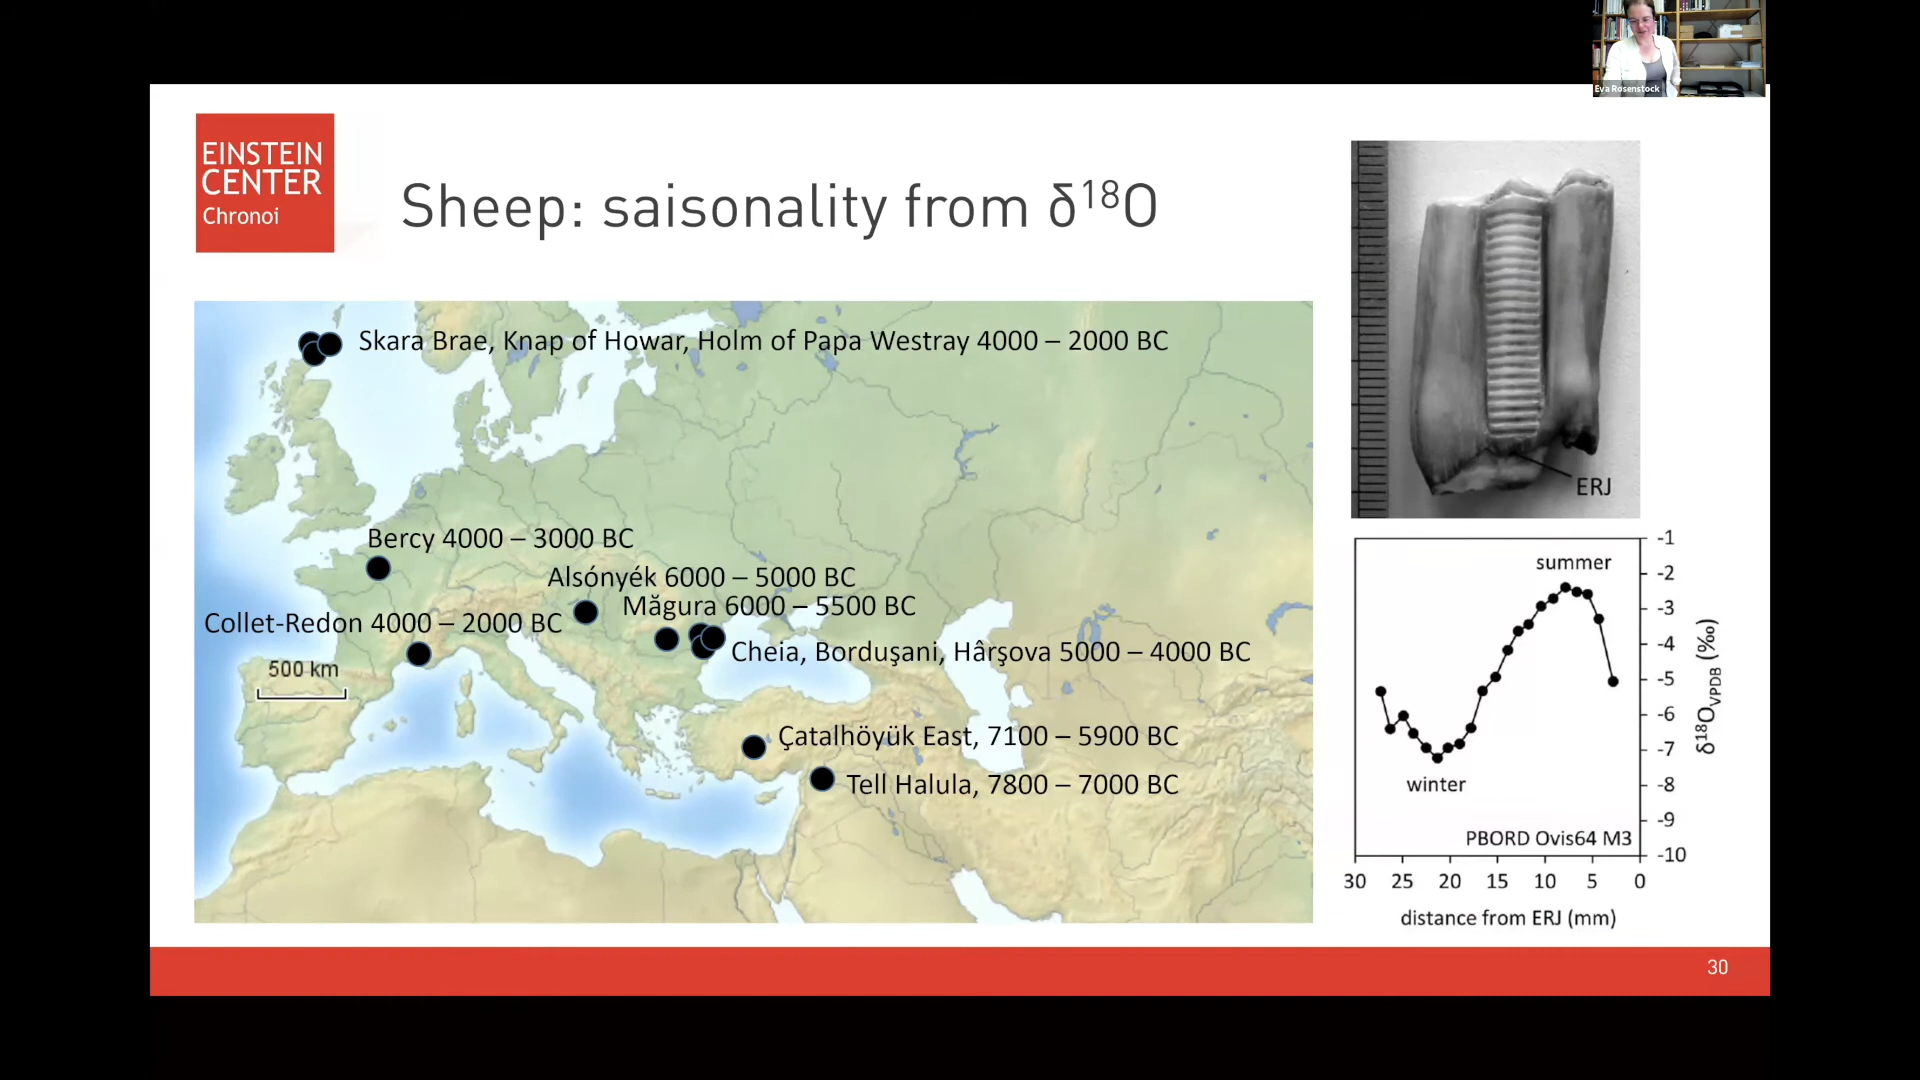 Eva Rosenstock
EINSTEIN
CENTER
Chronoi
Sheep: saisonality from δ¹⁸O
Skara Brae, Knap of Howar, Holm of Papa Westray 4000 – 2000 BC
Bercy 4000 – 3000 BC
Alsónyék 6000 – 5000 BC
Măgura 6000 – 5500 BC
Collet-Redon 4000 – 2000 BC
Cheia, Borduşani, Hârşova 5000 – 4000 BC
500 km
Çatalhöyük East, 7100 – 5900 BC
Tell Halula, 7800 – 7000 BC
ERJ
summer
winter
PBORD Ovis64 M3
-1
-2
-3
-4
-5
-6
-7
-8
-9
-10
δ¹⁸OVPDB (‰)
30 25 20 15 10 5 0
distance from ERJ (mm)
30